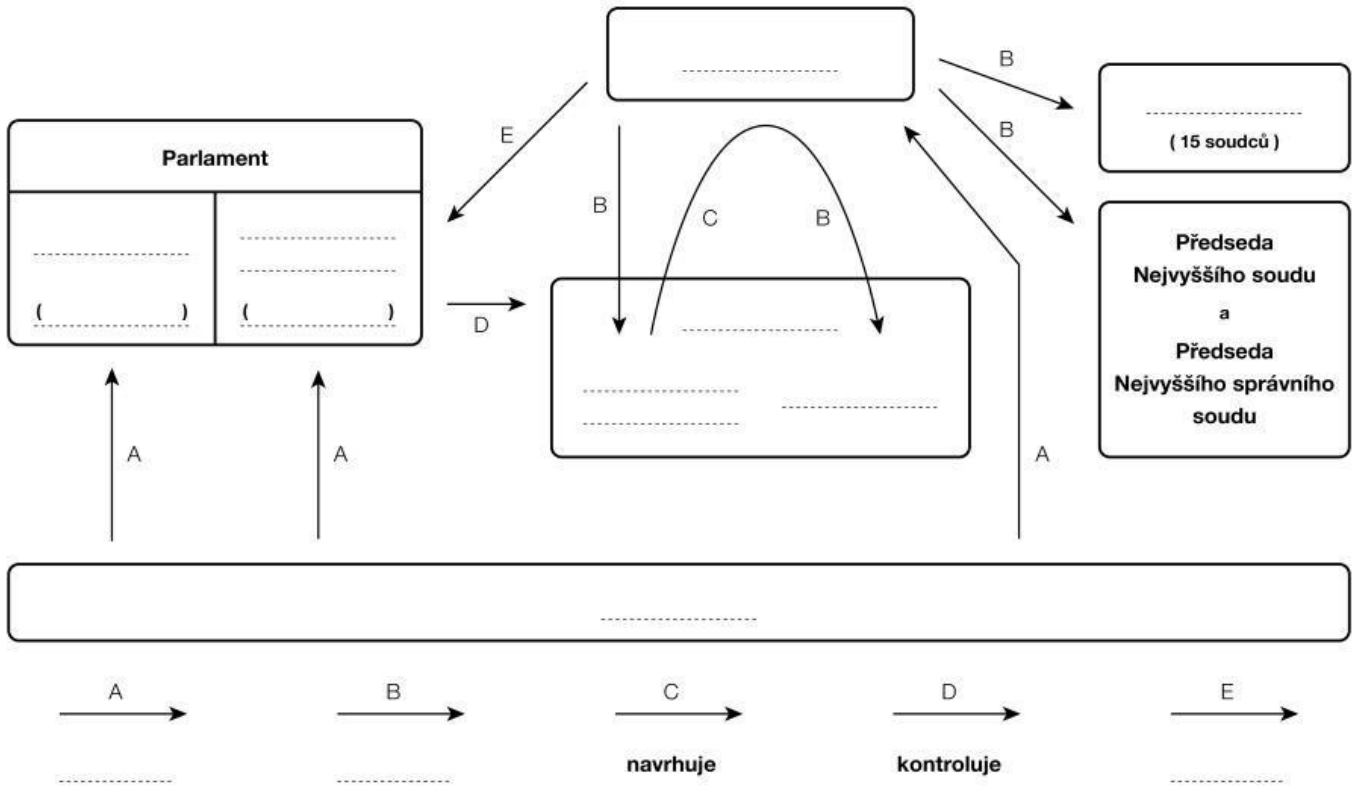 B
( 15 soudců )
B
E
Parlament
B
C
B
Předseda
Nejvyššího soudu
a
Předseda
Nejvyššího správního
soudu
( )
( )
D
A
A
A
A
B
C
D
E
navrhuje
kontroluje